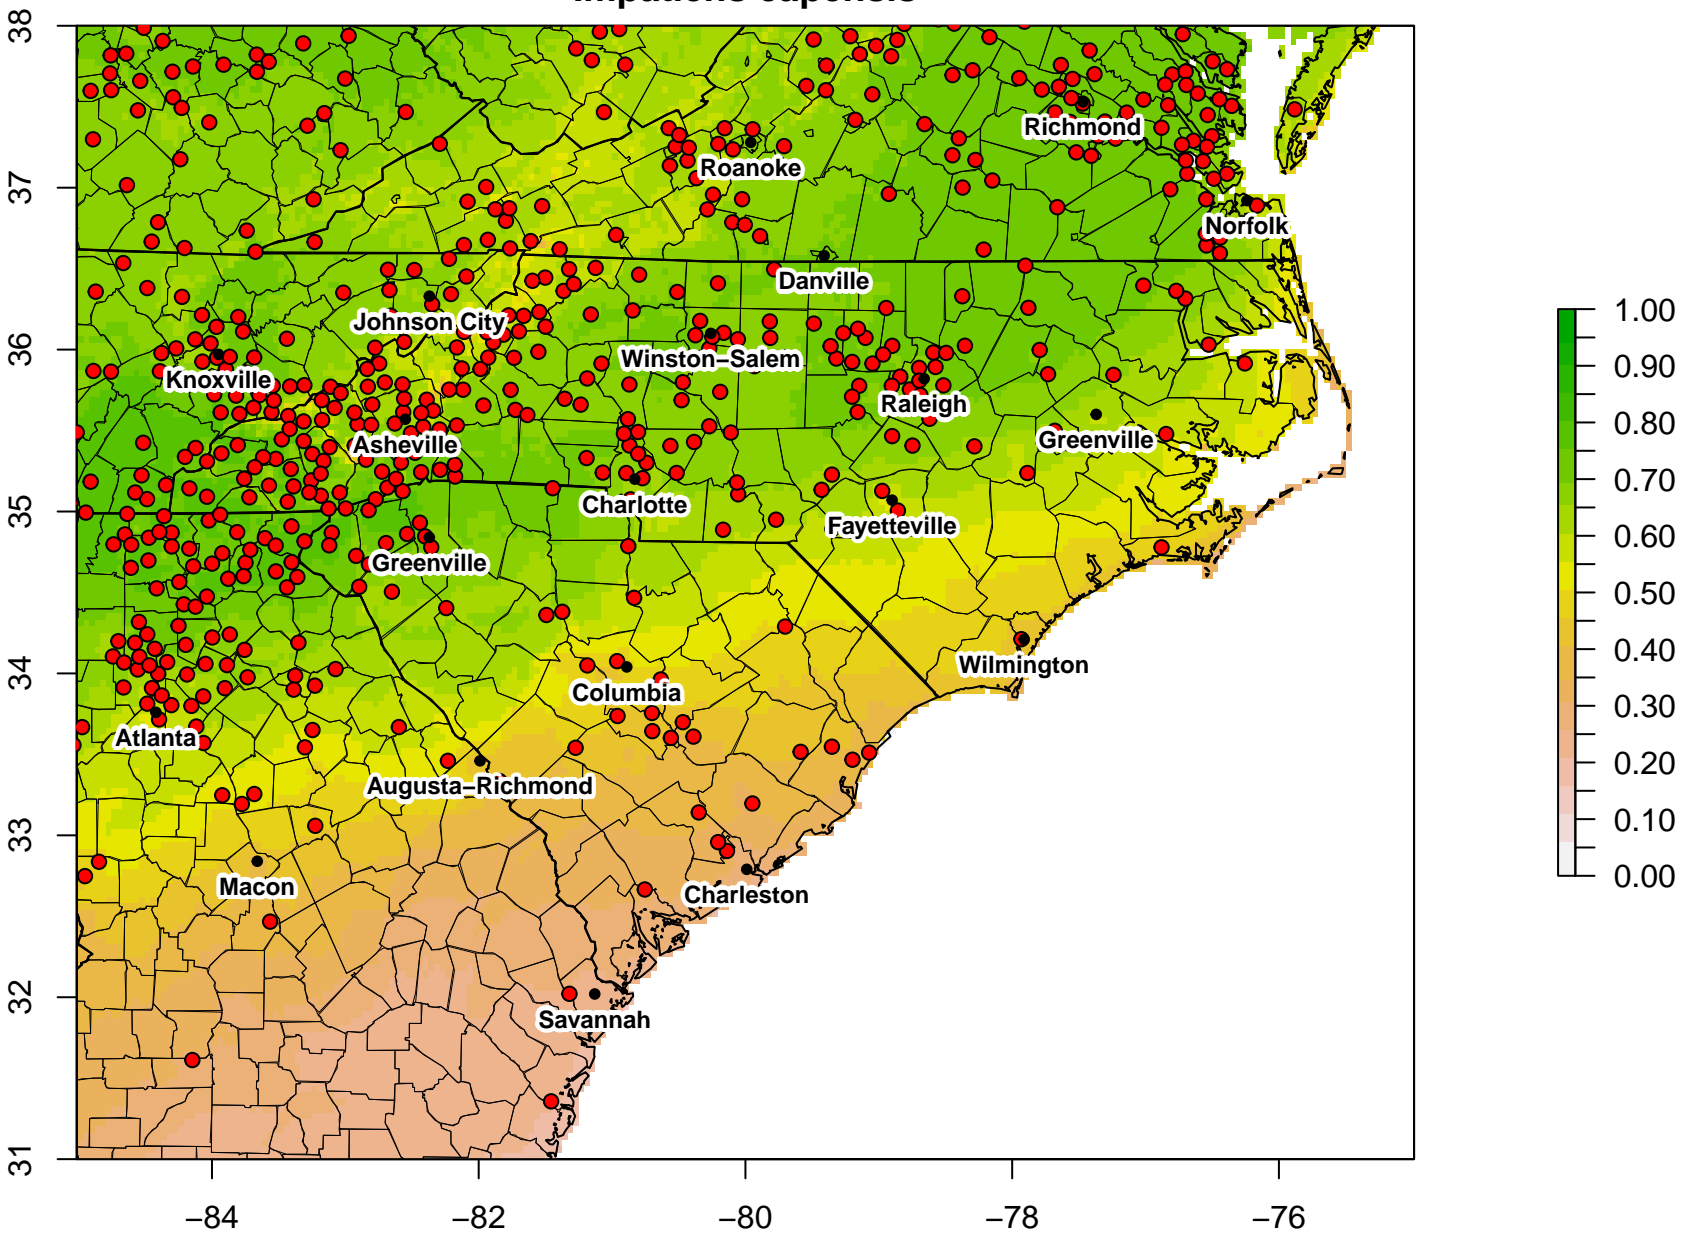 Impatiens capensis
38
37
36
35
34
33
32
31
Richmond
Roanoke
Norfolk
Danville
Johnson City
Winston–Salem
Knoxville
Raleigh
Asheville
Greenville
Charlotte
Fayetteville
Greenville
Wilmington
Columbia
Atlanta
Augusta–Richmond
Macon
Charleston
Savannah
−84
−82
−80
−78
−76
1.00
0.90
0.80
0.70
0.60
0.50
0.40
0.30
0.20
0.10
0.00